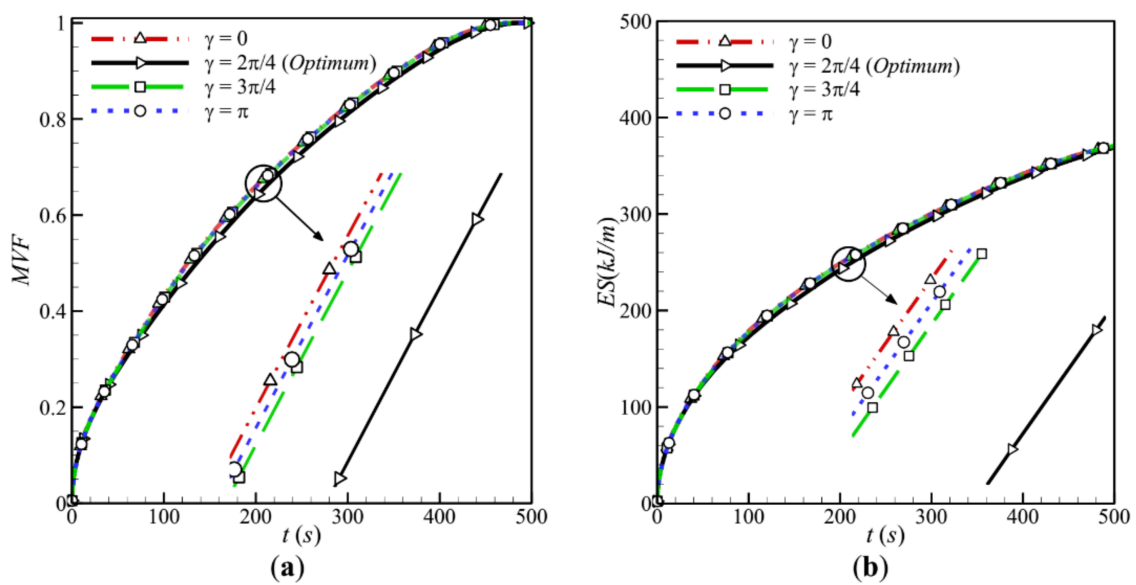 MVF
1
0.8
0.6
0.4
0.2
0
γ = 0
γ = 2π/4 (Optimum)
γ = 3π/4
γ = π
0 100 200 300 400 500
t (s)
(a)
ES(kJ/m)
500
400
300
200
100
0
γ = 0
γ = 2π/4 (Optimum)
γ = 3π/4
γ = π
0 100 200 300 400 500
t (s)
(b)